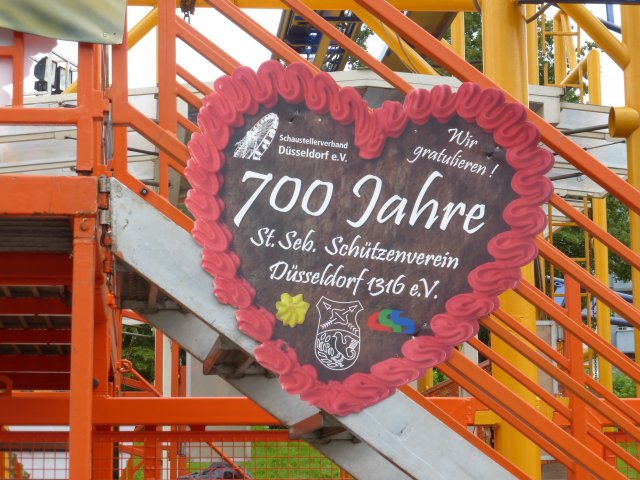 Schaustellerverband
Düsseldorf e.V.
Wir
gratulieren!
700 Jahre
St. Seb. Schützenverein
Düsseldorf 1316 e.V.